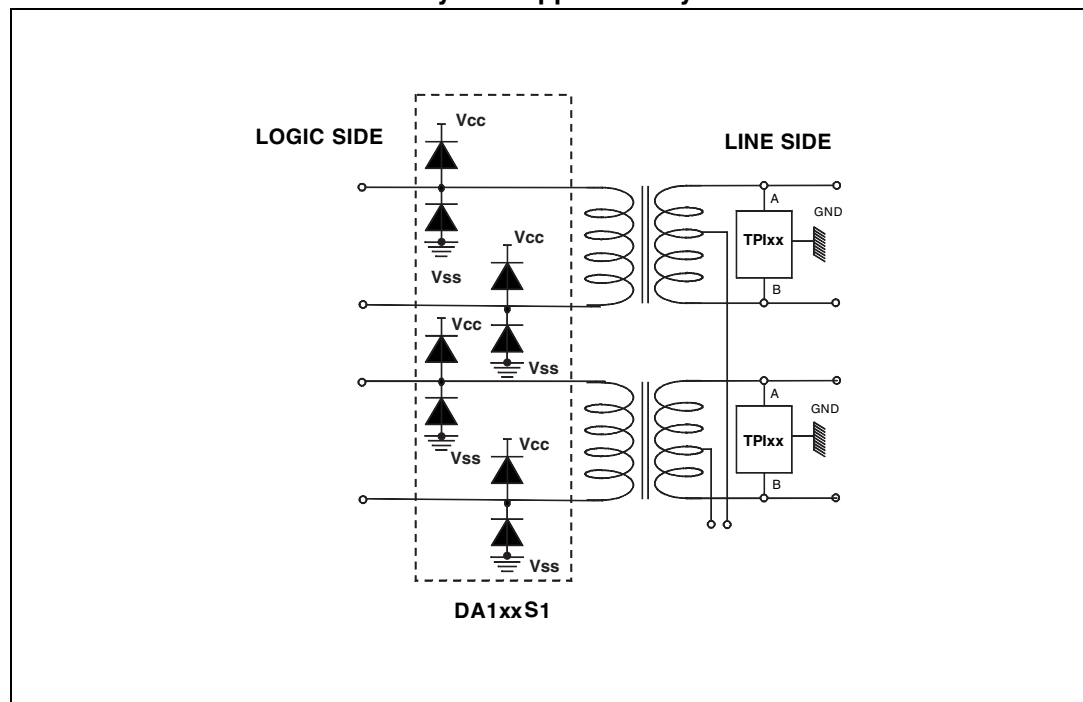 LOGIC SIDE
LINE SIDE
Vcc
Vss
Vcc
Vss
Vcc
Vss
Vcc
Vss
A
GND
TPIxx
B
A
GND
TPIxx
B
DA1xxS1